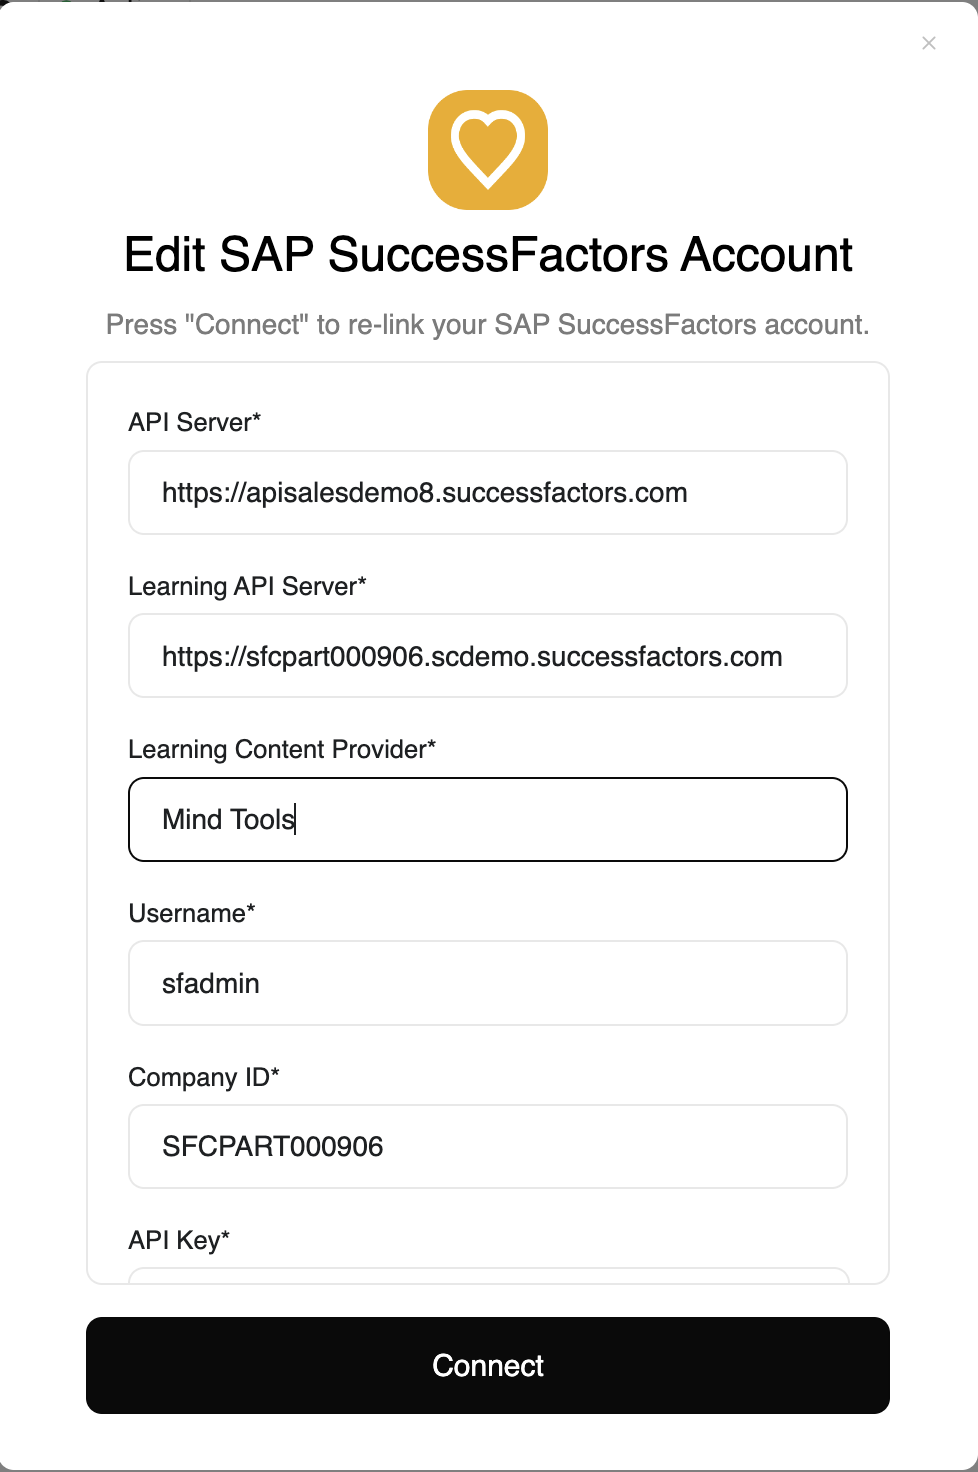 Edit SAP SuccessFactors Account
Press "Connect" to re-link your SAP SuccessFactors account.
API Server*
https://apisalesdemo8.successfactors.com
Learning API Server*
https://sfcpart000906.scdemo.successfactors.com
Learning Content Provider*
Mind Tools
Username*
sfadmin
Company ID*
SFCPART000906
API Key*
Connect